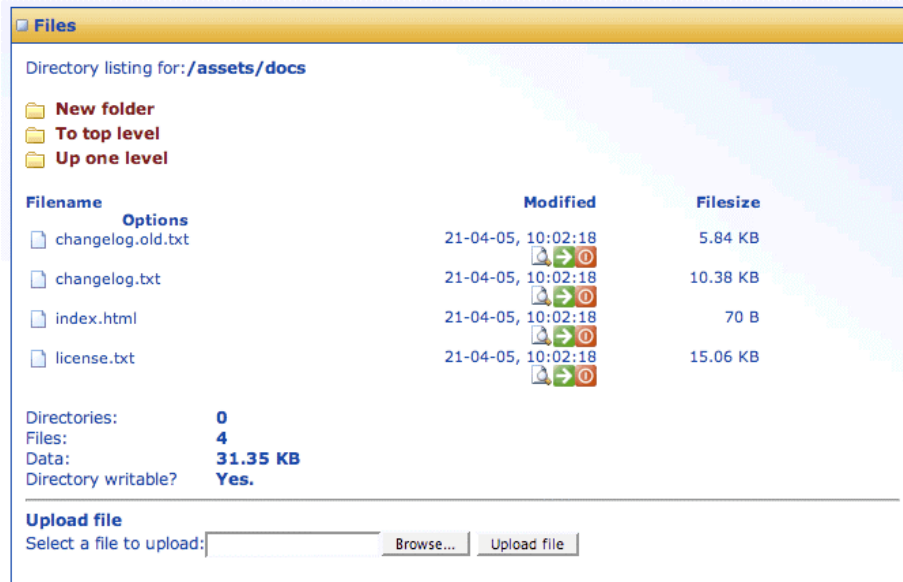 Files
Directory listing for:/assets/docs
New folder
To top level
Up one level
Filename Modified Filesize
Options
changelog.old.txt 21-04-05, 10:02:18 5.84 KB
changelog.txt 21-04-05, 10:02:18 10.38 KB
index.html 21-04-05, 10:02:18 70 B
license.txt 21-04-05, 10:02:18 15.06 KB
Directories: 0
Files: 4
Data: 31.35 KB
Directory writable? Yes.
Upload file
Select a file to upload: Browse... Upload file